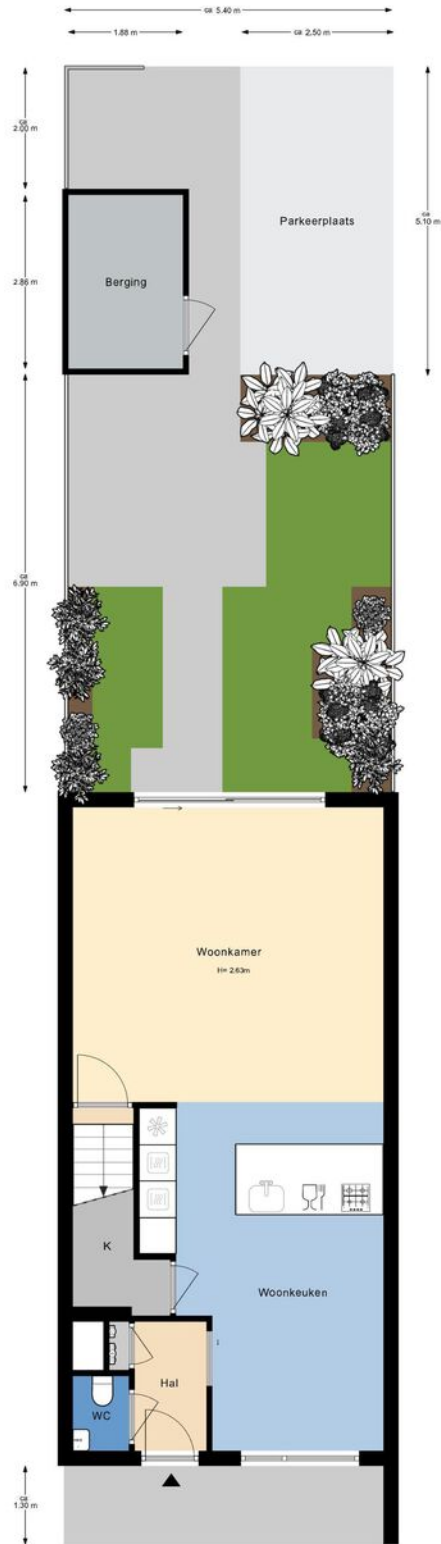 ca. 5.40 m
1.88 m
ca. 2.50 m
ca.
2.00 m
ca.
5.10 m
Parkeerplaats
2.86 m
Berging
ca.
6.90 m
Woonkamer
H= 2.63m
K
Woonkeuken
Hal
WC
ca.
1.30 m